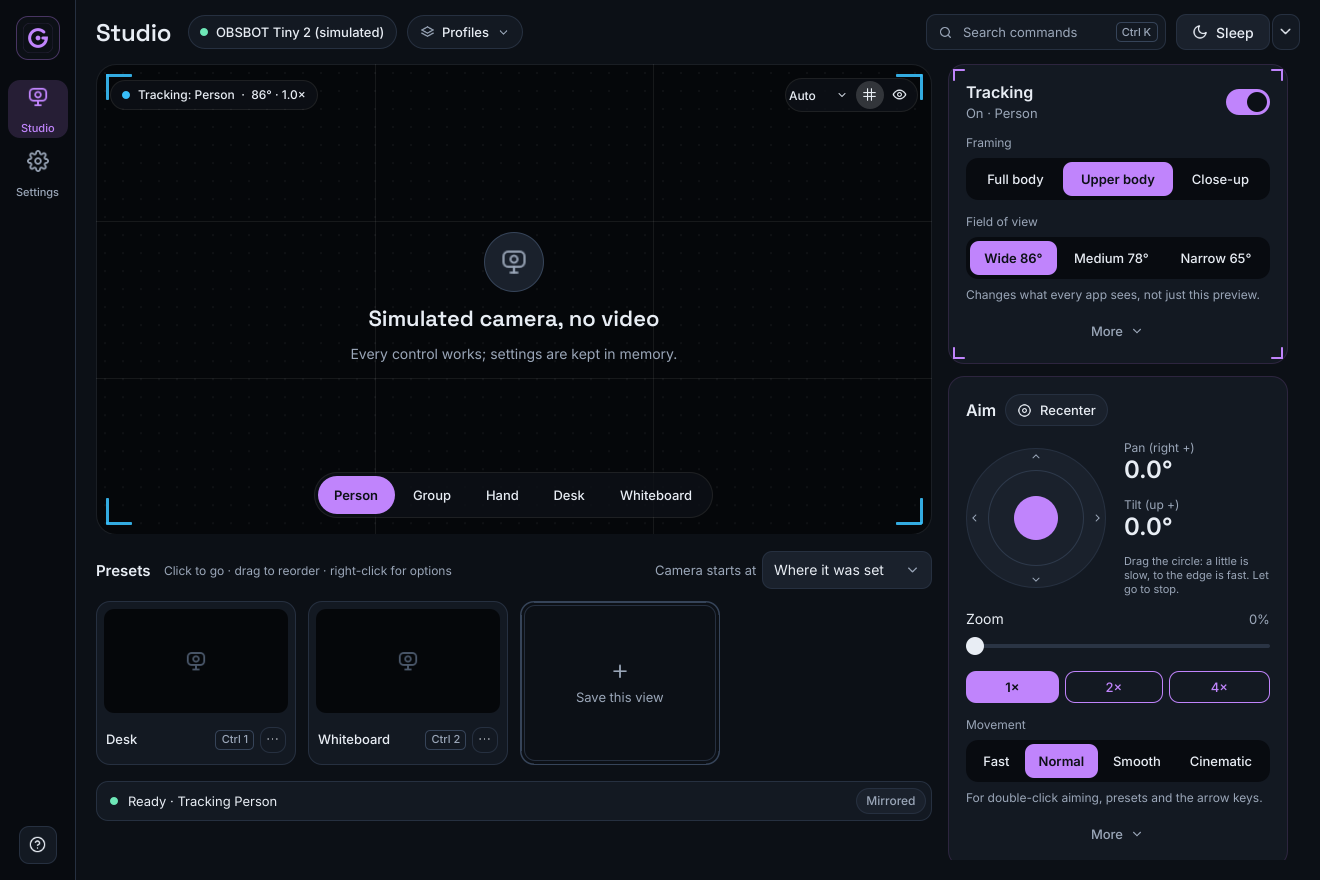 Studio
OBSBOT Tiny 2 (simulated)
Profiles
Search commands
Ctrl K
Sleep
Studio
Settings
Tracking: Person · 86° · 1.0×
Auto
Simulated camera, no video
Every control works; settings are kept in memory.
Person
Group
Hand
Desk
Whiteboard
Presets
Click to go · drag to reorder · right-click for options
Camera starts at
Where it was set
Desk
Ctrl 1
Whiteboard
Ctrl 2
Save this view
Ready · Tracking Person
Mirrored
Tracking
On · Person
Framing
Full body
Upper body
Close-up
Field of view
Wide 86°
Medium 78°
Narrow 65°
Changes what every app sees, not just this preview.
More
Aim
Recenter
Pan (right +)
0.0°
Tilt (up +)
0.0°
Drag the circle: a little is
slow, to the edge is fast. Let
go to stop.
Zoom
0%
1×
2×
4×
Movement
Fast
Normal
Smooth
Cinematic
For double-click aiming, presets and the arrow keys.
More